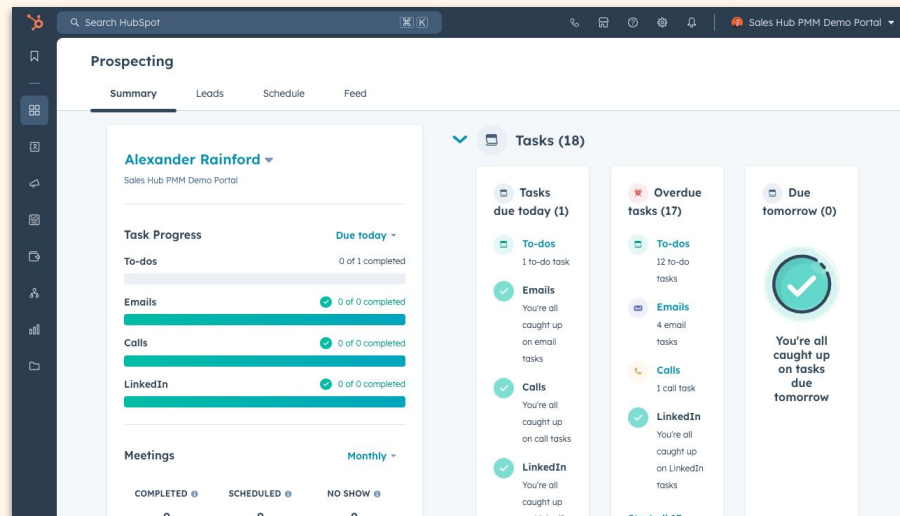 Search HubSpot
⌘ K
Sales Hub PMM Demo Portal
Prospecting
Summary
Leads
Schedule
Feed
Alexander Rainford
Sales Hub PMM Demo Portal
Task Progress
Due today
To-dos
0 of 1 completed
Emails
0 of 0 completed
Calls
0 of 0 completed
LinkedIn
0 of 0 completed
Meetings
Monthly
COMPLETED
SCHEDULED
NO SHOW
Tasks (18)
Tasks
due today (1)
To-dos
1 to-do task
Emails
You're all
caught up
on email
tasks
Calls
You're all
caught up
on call tasks
LinkedIn
You're all
caught up
Overdue
tasks (17)
To-dos
12 to-do
tasks
Emails
4 email
tasks
Calls
1 call task
LinkedIn
You're all
caught up
on LinkedIn
tasks
Due
tomorrow (0)
You're all
caught up
on tasks
due
tomorrow